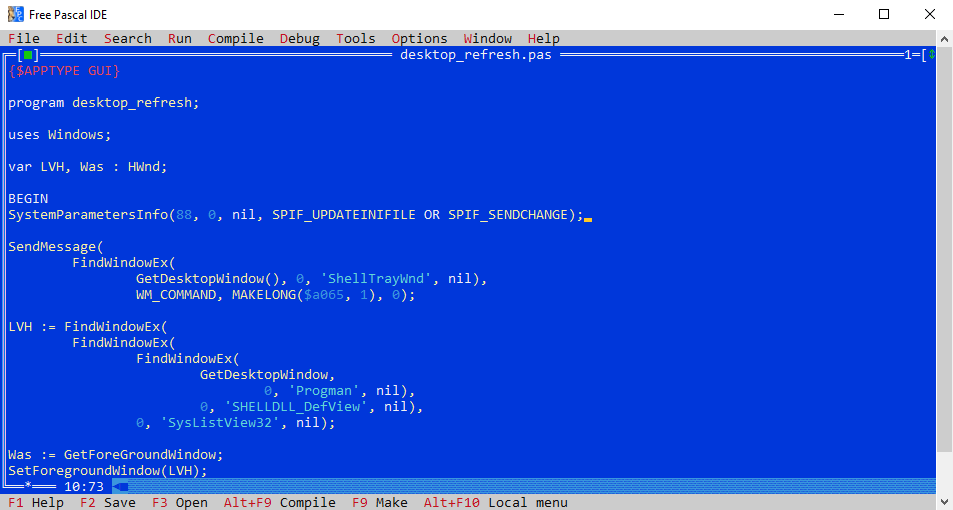 Free Pascal IDE
File Edit Search Run Compile Debug Tools Options Window Help
[■] desktop_refresh.pas 1=[↕
{$APPTYPE GUI}
program desktop_refresh;
uses Windows;
var LVH, Was : HWnd;
BEGIN
SystemParametersInfo(88, 0, nil, SPIF_UPDATEINIFILE OR SPIF_SENDCHANGE);
SendMessage(
FindWindowEx(
GetDesktopWindow(), 0, 'ShellTrayWnd', nil),
WM_COMMAND, MAKELONG($a065, 1), 0);
LVH := FindWindowEx(
FindWindowEx(
FindWindowEx(
GetDesktopWindow,
0, 'Progman', nil),
0, 'SHELLDLL_DefView', nil),
0, 'SysListView32', nil);
Was := GetForeGroundWindow;
SetForegroundWindow(LVH);
* 10:73
F1 Help F2 Save F3 Open Alt+F9 Compile F9 Make Alt+F10 Local menu